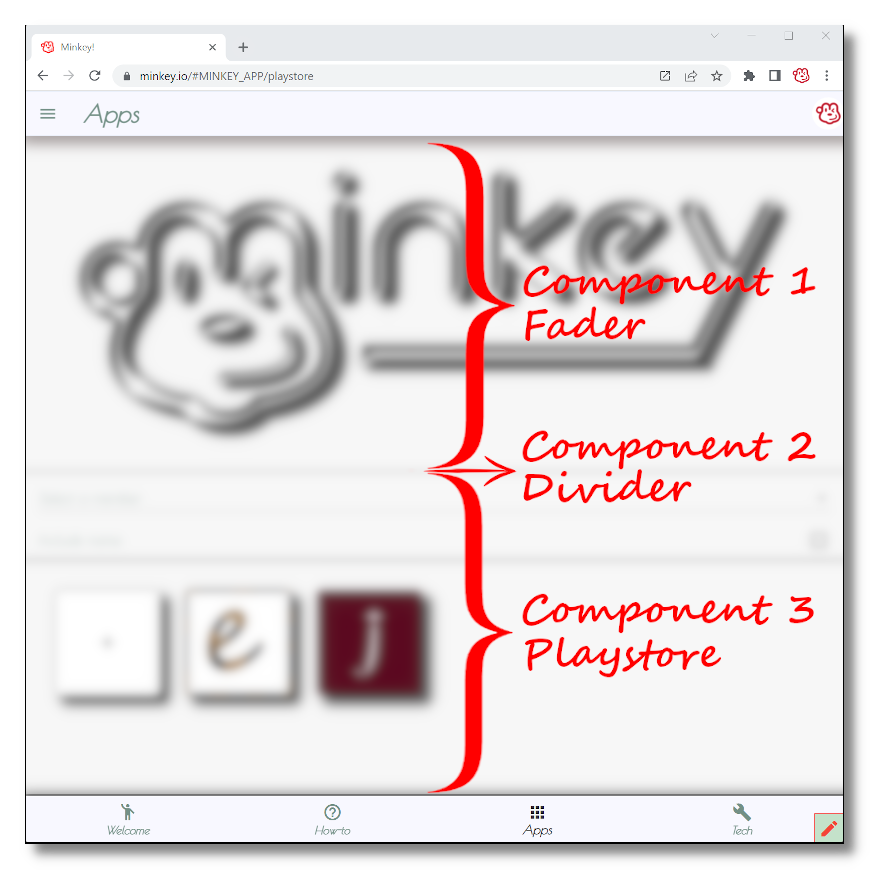 Minkey!
minkey.io/#MINKEY_APP/playstore
Apps
minkey
Component 1
Fader
Component 2
Divider
Component 3
Playstore
e
j
Welcome
How-to
Apps
Tech